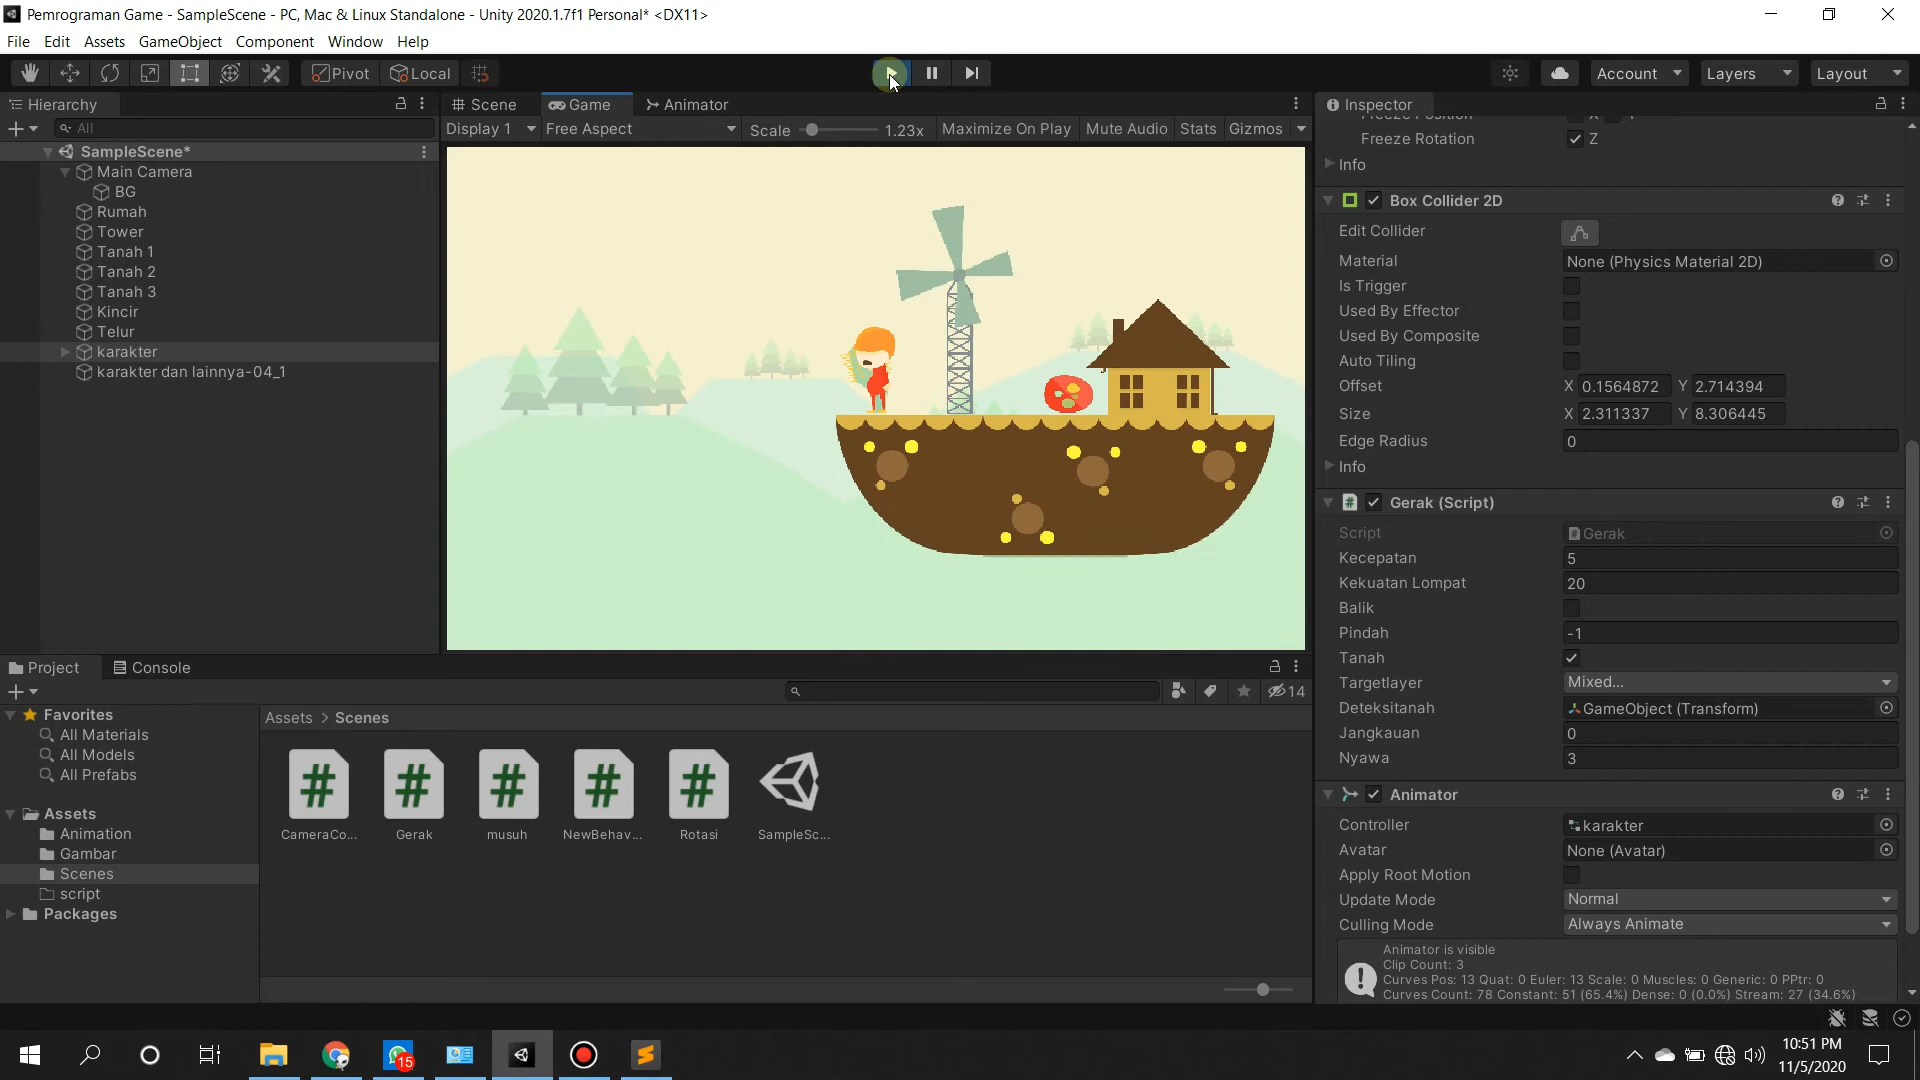 Pemrograman Game - SampleScene - PC, Mac & Linux Standalone - Unity 2020.1.7f1 Personal* <DX11>
File Edit Assets GameObject Component Window Help
Pivot Local Account Layers Layout
Hierarchy Scene Game Animator Inspector
All Display 1 Free Aspect Scale 1.23x Maximize On Play Mute Audio Stats Gizmos
SampleScene*
Main Camera
BG
Rumah
Tower
Tanah 1
Tanah 2
Tanah 3
Kincir
Telur
karakter
karakter dan lainnya-04_1
Freeze Rotation Z
Info
Box Collider 2D
Edit Collider
Material None (Physics Material 2D)
Is Trigger
Used By Effector
Used By Composite
Auto Tiling
Offset X 0.1564872 Y 2.714394
Size X 2.311337 Y 8.306445
Edge Radius 0
Info
Gerak (Script)
Script Gerak
Kecepatan 5
Kekuatan Lompat 20
Balik
Pindah -1
Tanah
Targetlayer Mixed...
Deteksitanah GameObject (Transform)
Jangkauan 0
Nyawa 3
Animator
Controller karakter
Avatar None (Avatar)
Apply Root Motion
Update Mode Normal
Culling Mode Always Animate
Animator is visible
Clip Count: 3
Curves Pos: 13 Quat: 0 Euler: 13 Scale: 0 Muscles: 0 Generic: 0 PPtr: 0
Curves Count: 78 Constant: 51 (65.4%) Dense: 0 (0.0%) Stream: 27 (34.6%)
Project Console
14
Favorites
All Materials
All Models
All Prefabs
Assets
Animation
Gambar
Scenes
script
Packages
Assets > Scenes
CameraCo... Gerak musuh NewBehav... Rotasi SampleSc...
15
10:51 PM
11/5/2020